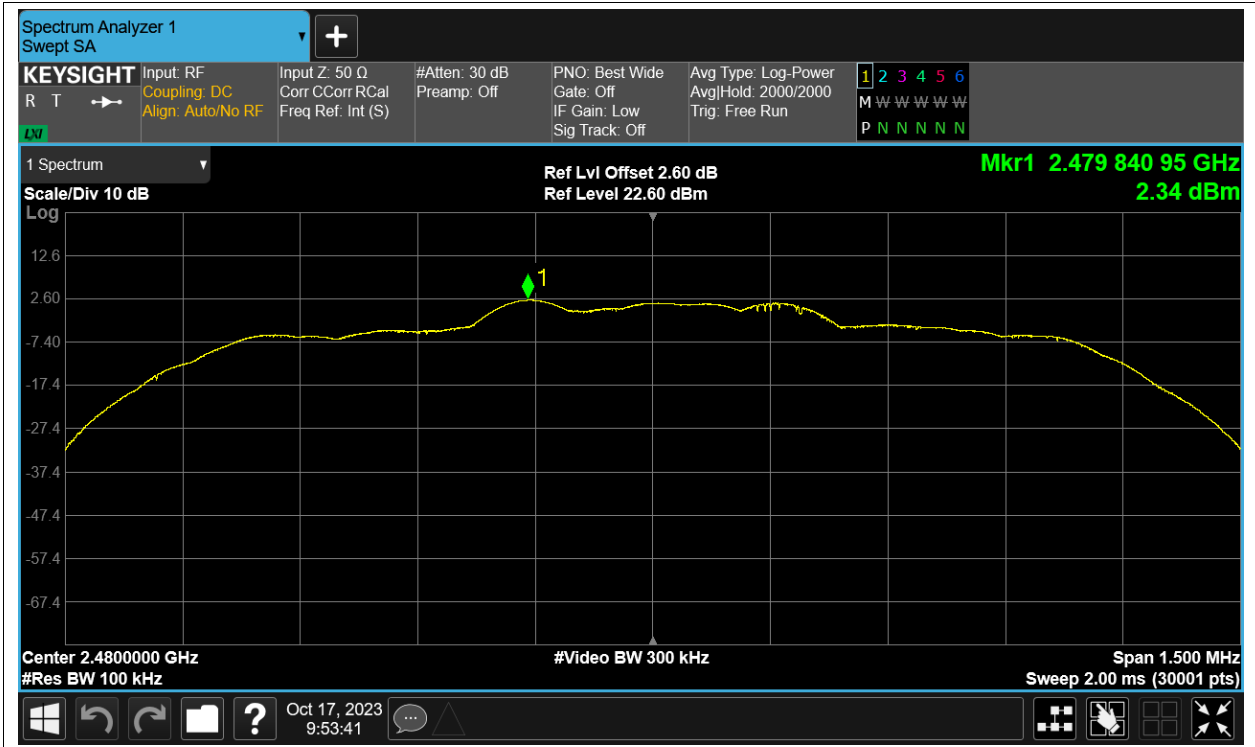 Spectrum Analyzer 1
Swept SA
+
KEYSIGHT
R T
LXI
Input: RF
Coupling: DC
Align: Auto/No RF
Input Z: 50 Ω
Corr CCorr RCal
Freq Ref: Int (S)
#Atten: 30 dB
Preamp: Off
PNO: Best Wide
Gate: Off
IF Gain: Low
Sig Track: Off
Avg Type: Log-Power
Avg|Hold: 2000/2000
Trig: Free Run
1 2 3 4 5 6
M W W W W W
P N N N N N
1 Spectrum
Scale/Div 10 dB
Log
Ref Lvl Offset 2.60 dB
Ref Level 22.60 dBm
Mkr1 2.479 840 95 GHz
2.34 dBm
12.6
1
2.60
-7.40
-17.4
-27.4
-37.4
-47.4
-57.4
-67.4
Center 2.4800000 GHz
#Res BW 100 kHz
#Video BW 300 kHz
Span 1.500 MHz
Sweep 2.00 ms (30001 pts)
?
Oct 17, 2023
9:53:41